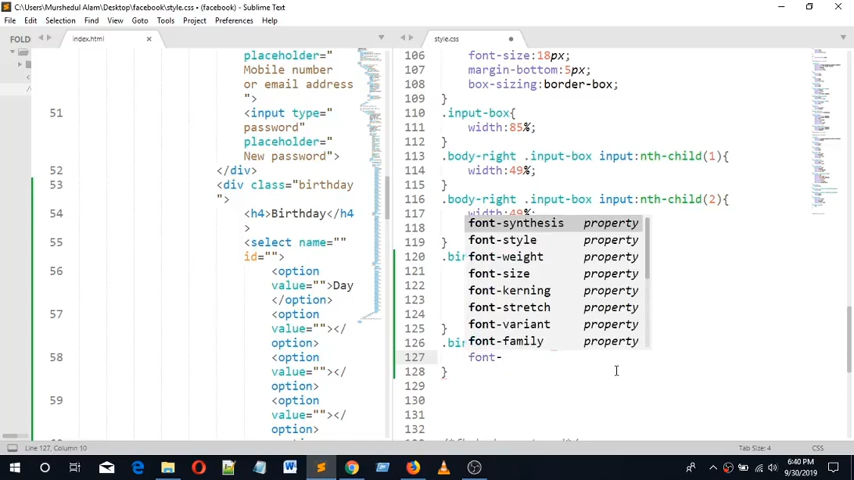 C:\Users\Murshedul Alam\Desktop\facebook\style.css • (facebook) - Sublime Text
File Edit Selection Find View Goto Tools Project Preferences Help
FOLD
index.html
placeholder="
Mobile number
or email address
">
51 <input type="
password"
placeholder="
New password">
52 </div>
53 <div class="birthday
">
54 <h4>Birthday</h4
>
55 <select name=""
id="">
56 <option
value="">Day
</option>
57 <option
value=""></
option>
58 <option
value=""></
option>
59 <option
value=""></
option>
style.css
106 font-size:18px;
107 margin-bottom:5px;
108 box-sizing:border-box;
109 }
110 .input-box{
111 width:85%;
112 }
113 .body-right .input-box input:nth-child(1){
114 width:49%;
115 }
116 .body-right .input-box input:nth-child(2){
117 width:49%;
118
119 }
120 .bi
121
122
123
124
125 }
126 .bi
127 font-
128 }
129
130
131
font-synthesis property
font-style property
font-weight property
font-size property
font-kerning property
font-stretch property
font-variant property
font-family property
Line 127, Column 10
Tab Size: 4
CSS
6:40 PM
9/30/2019